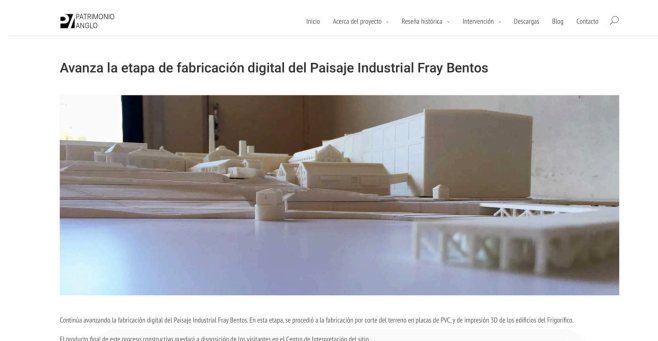 PATRIMONIO
ANGLO
Inicio Acerca del proyecto Reseña histórica Intervención Descargas Blog Contacto
Avanza la etapa de fabricación digital del Paisaje Industrial Fray Bentos
Continúa avanzando la fabricación digital del Paisaje Industrial Fray Bentos. En esta etapa, se procedió a la fabricación por corte del terreno en placas de PVC, y de impresión 3D de los edificios del Frigorífico.
El producto final de este proceso constructivo quedará a disposición de los visitantes en el Centro de Interpretación del sitio.